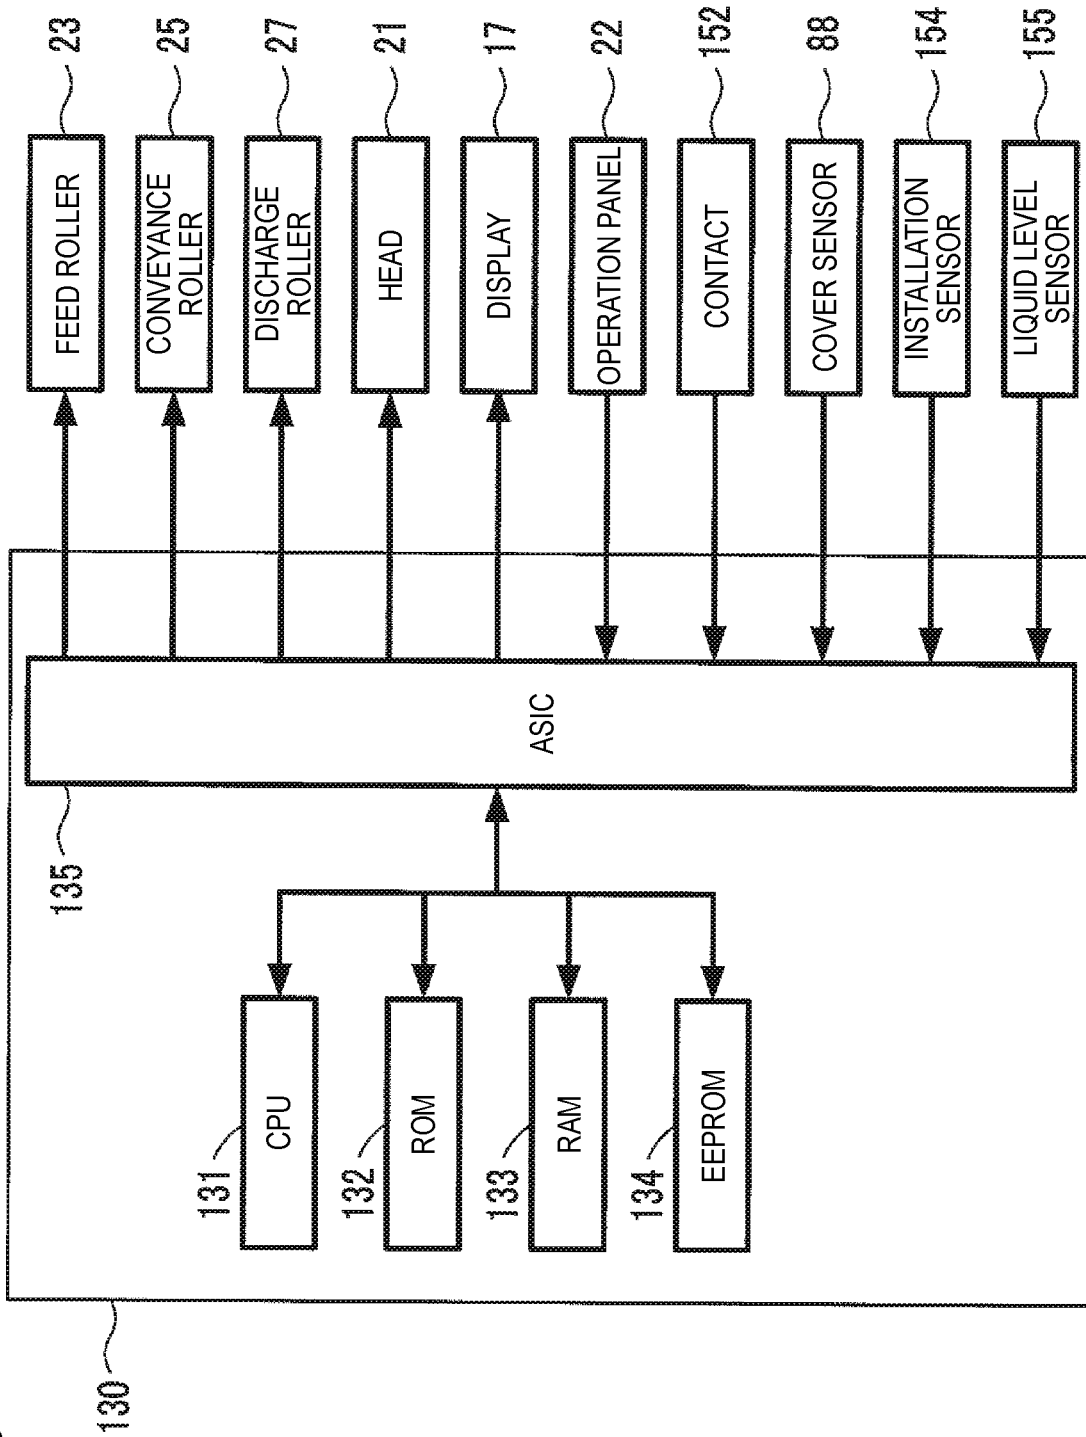 130
131
CPU
132
ROM
133
RAM
134
EEPROM
135
ASIC
FEED ROLLER
23
CONVEYANCE
ROLLER
25
DISCHARGE
ROLLER
27
HEAD
21
DISPLAY
17
OPERATION PANEL
22
CONTACT
152
COVER SENSOR
88
INSTALLATION
SENSOR
154
LIQUID LEVEL
SENSOR
155